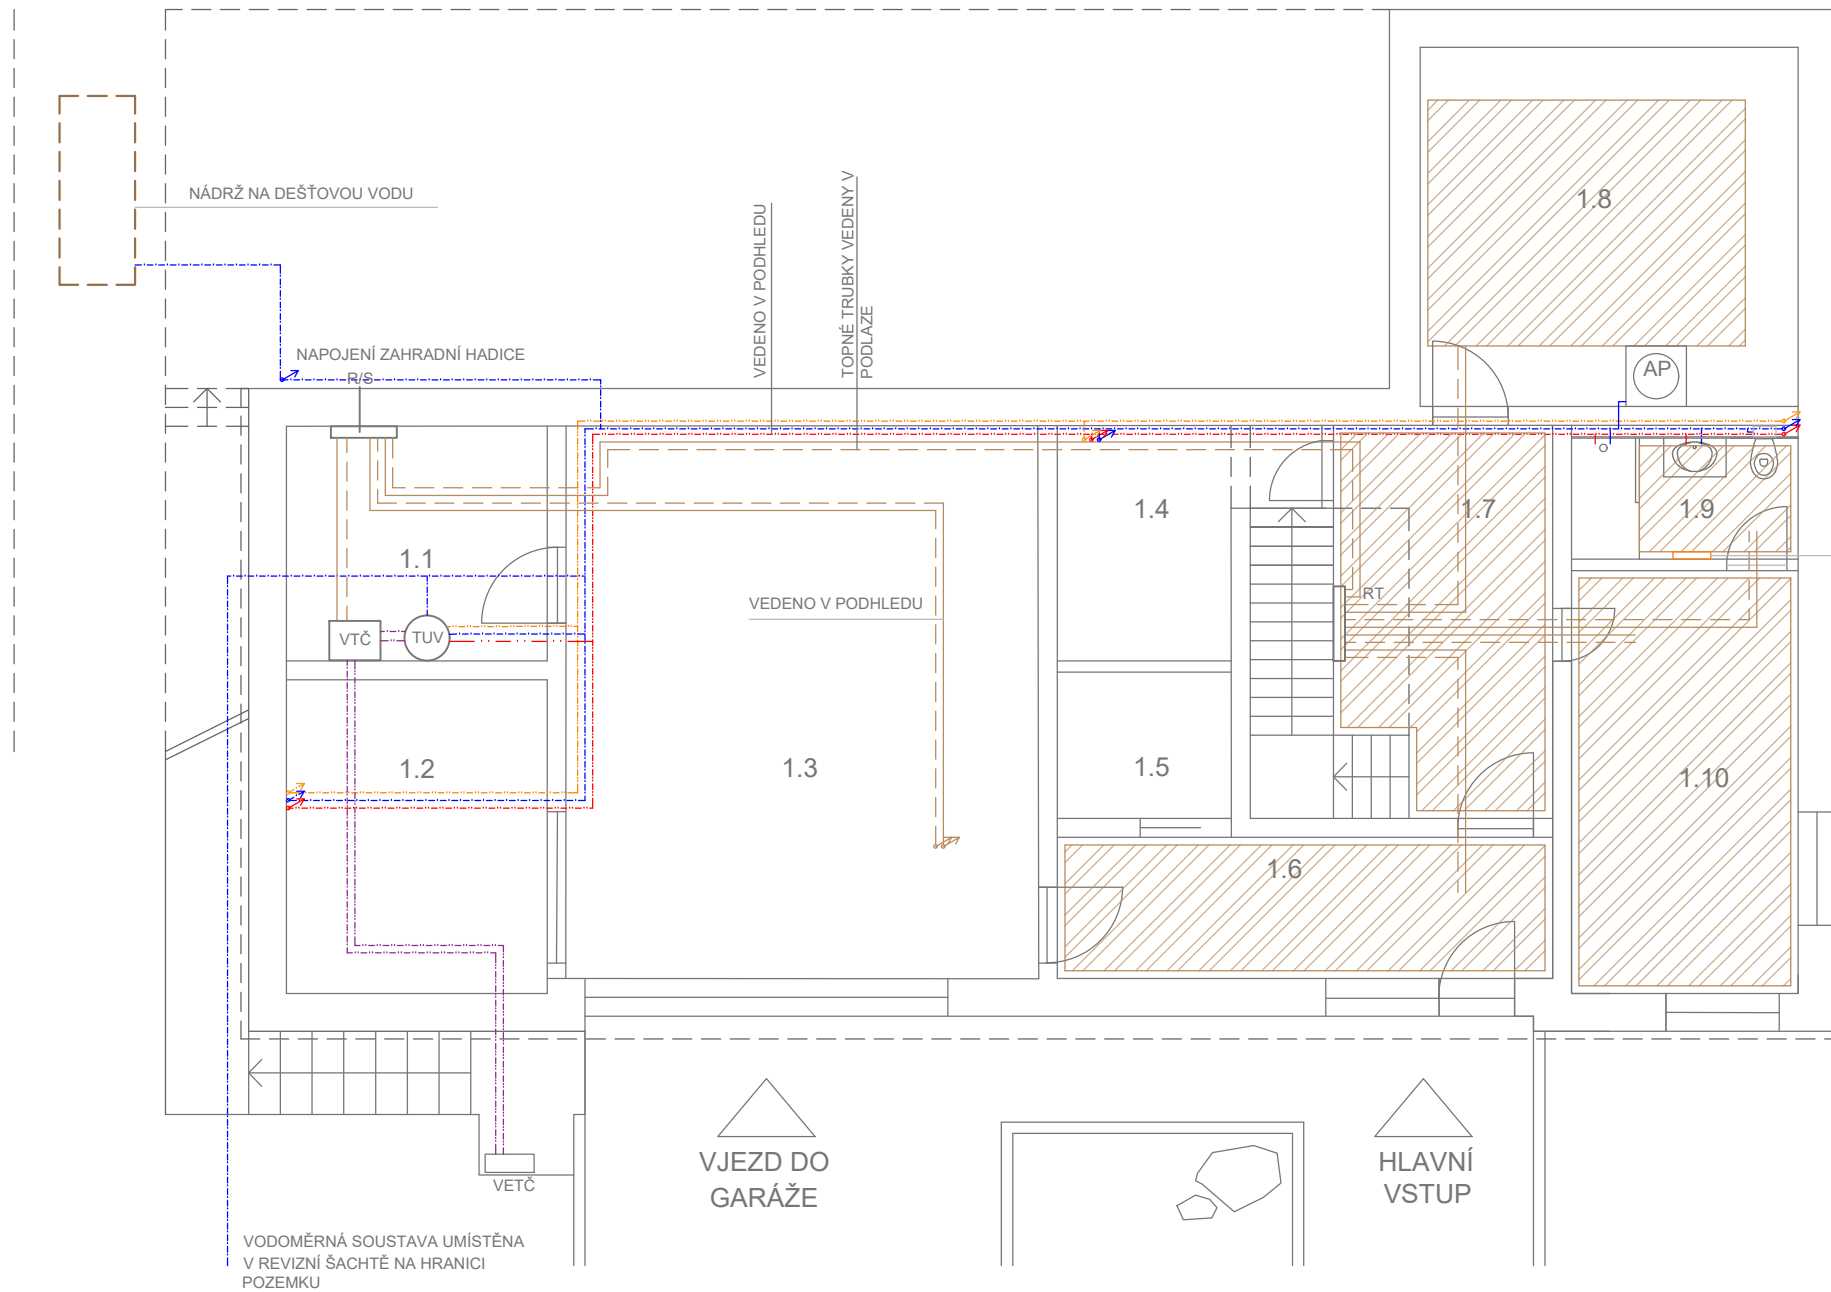 NÁDRŽ NA DEŠŤOVOU VODU
1.8
VEDENO V PODHLEDU
TOPNÉ TRUBKY VEDENY V
PODLAZE
NAPOJENÍ ZAHRADNÍ HADICE
R/S
AP
1.4
1.7
1.9
1.1
RT
VEDENO V PODHLEDU
VTČ
TUV
1.2
1.3
1.5
1.10
1.6
VJEZD DO
GARÁŽE
HLAVNÍ
VSTUP
VETČ
VODOMĚRNÁ SOUSTAVA UMÍSTĚNA
V REVIZNÍ ŠACHTĚ NA HRANICI
POZEMKU